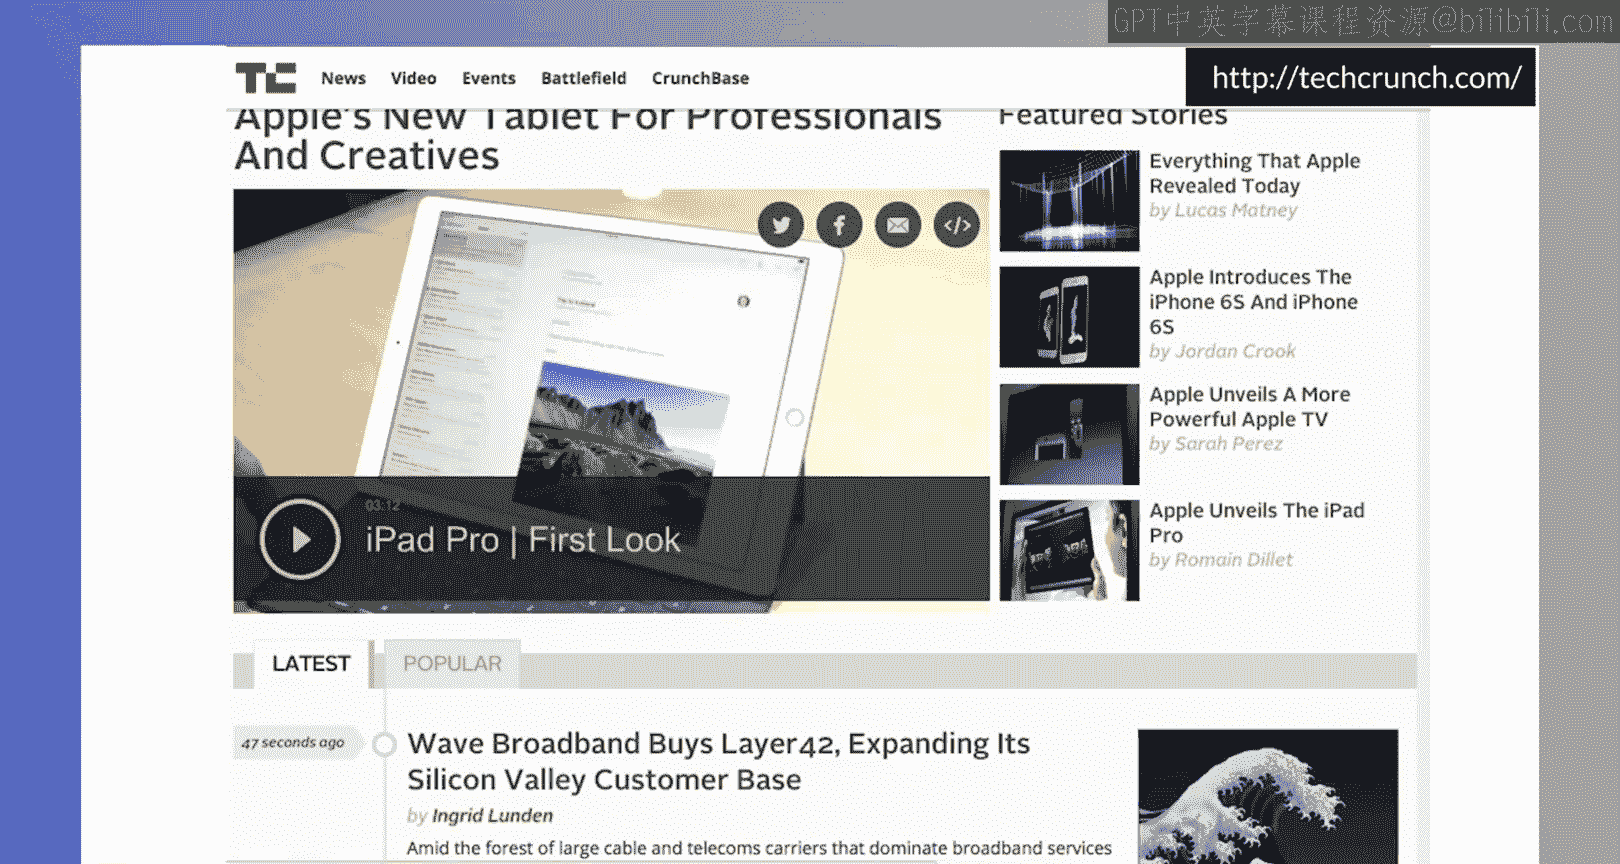 GPT中英字幕课程资源@bilibili.com
TC
News
Video
Events
Battlefield
CrunchBase
http://techcrunch.com/
Apple's New Tablet For Professionals
And Creatives
03:12
iPad Pro | First Look
Featured Stories
Everything That Apple
Revealed Today
by Lucas Matney
Apple Introduces The
iPhone 6S And iPhone
6S
by Jordan Crook
Apple Unveils A More
Powerful Apple TV
by Sarah Perez
Apple Unveils The iPad
Pro
by Romain Dillet
LATEST
POPULAR
47 seconds ago
Wave Broadband Buys Layer42, Expanding Its
Silicon Valley Customer Base
by Ingrid Lunden
Amid the forest of large cable and telecoms carriers that dominate broadband services